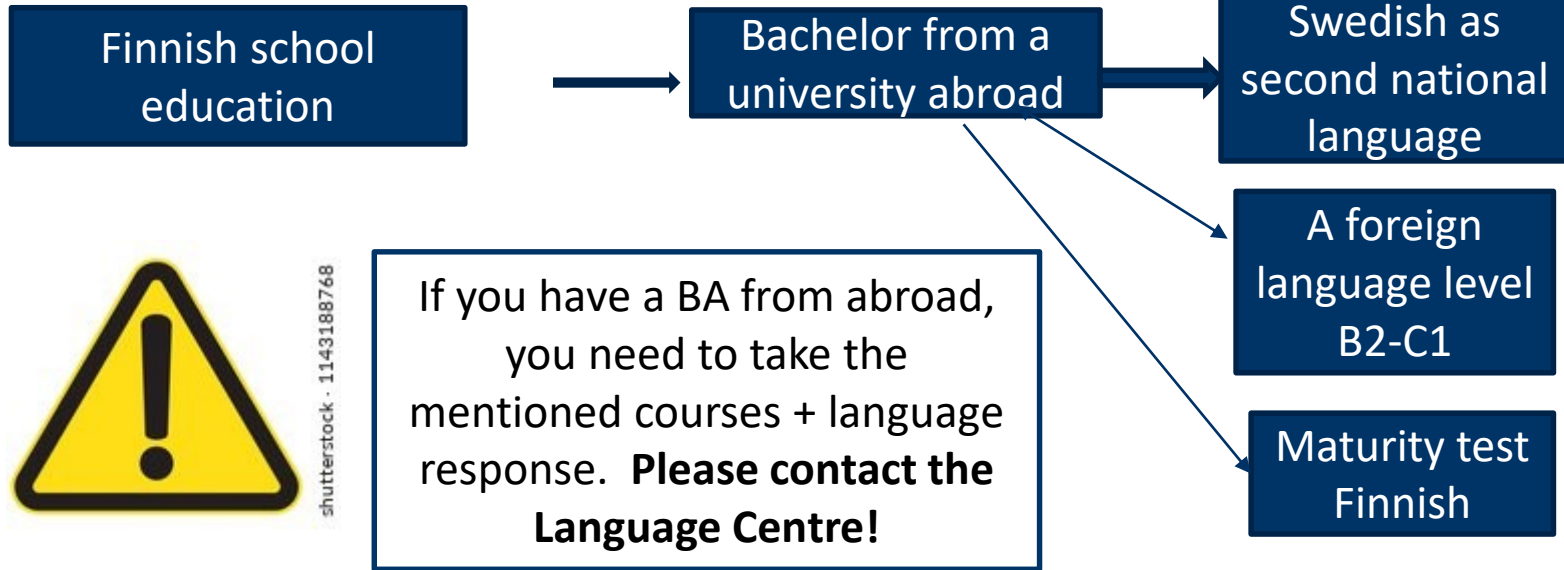 Finnish school
education
Bachelor from a
university abroad
Swedish as
second national
language
A foreign
language level
B2-C1
Maturity test
Finnish
shutterstock · 1143188768
If you have a BA from abroad,
you need to take the
mentioned courses + language
response. Please contact the
Language Centre!